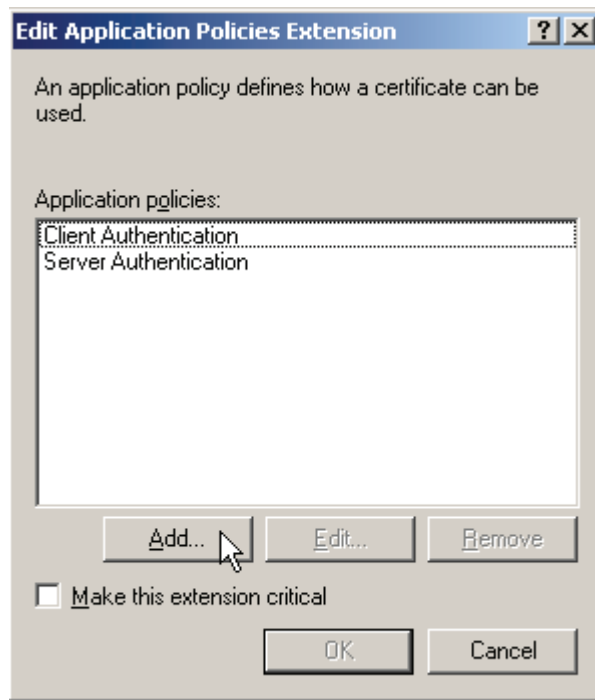 Edit Application Policies Extension
An application policy defines how a certificate can be
used.
Application policies:
Client Authentication
Server Authentication
Add... Edit... Remove
Make this extension critical
OK Cancel